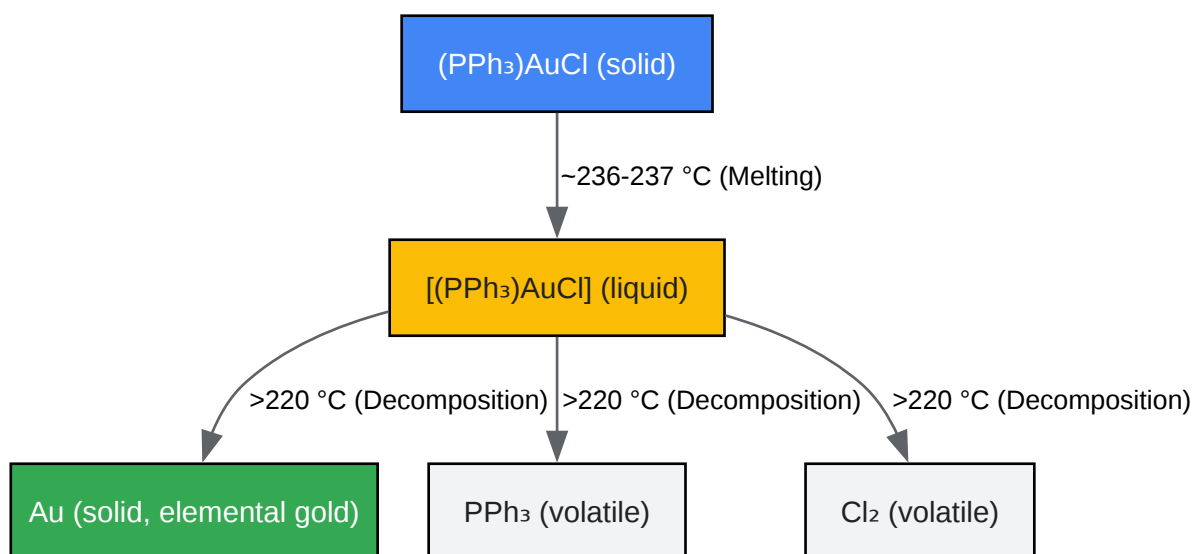 (PPh₃)AuCl (solid)
~236-237 °C (Melting)
[(PPh₃)AuCl] (liquid)
>220 °C (Decomposition)
>220 °C (Decomposition)
>220 °C (Decomposition)
Au (solid, elemental gold)
PPh₃ (volatile)
Cl₂ (volatile)